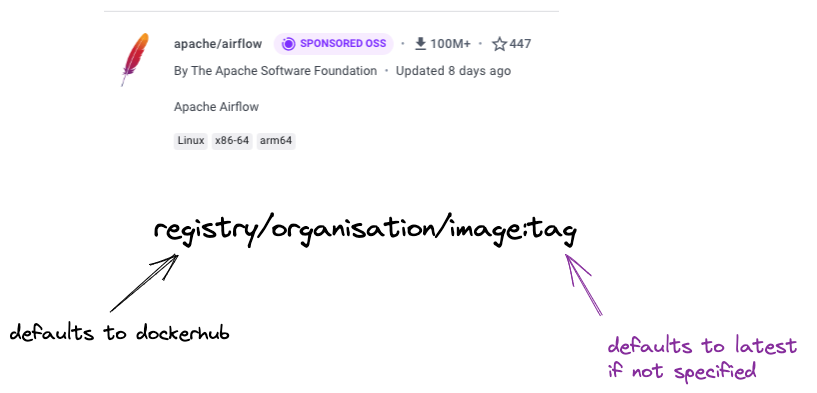 apache/airflow SPONSORED OSS · 100M+ · 447
By The Apache Software Foundation · Updated 8 days ago
Apache Airflow
Linux x86-64 arm64
registry/organisation/image:tag
defaults to dockerhub
defaults to latest
if not specified